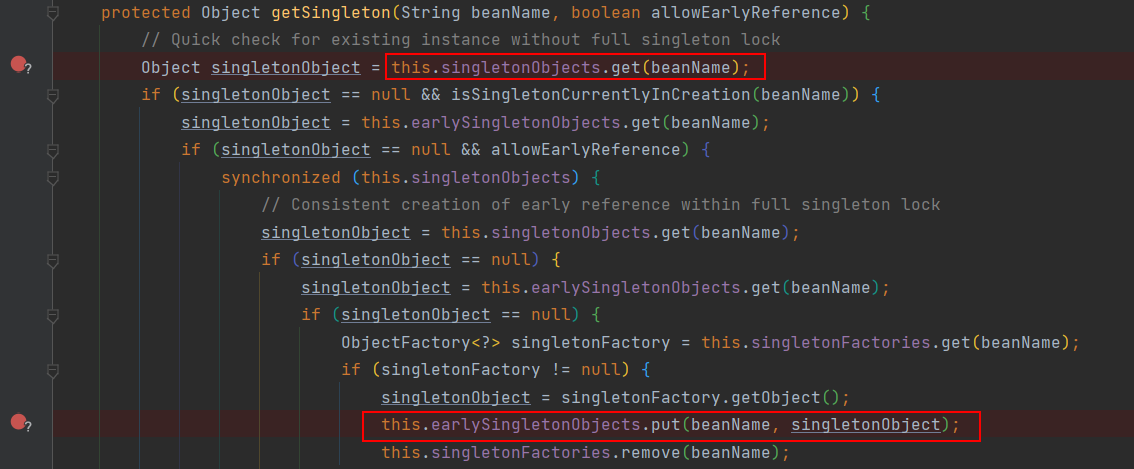 protected Object getSingleton(String beanName, boolean allowEarlyReference) {
// Quick check for existing instance without full singleton lock
Object singletonObject = this.singletonObjects.get(beanName);
if (singletonObject == null && isSingletonCurrentlyInCreation(beanName)) {
singletonObject = this.earlySingletonObjects.get(beanName);
if (singletonObject == null && allowEarlyReference) {
synchronized (this.singletonObjects) {
// Consistent creation of early reference within full singleton lock
singletonObject = this.singletonObjects.get(beanName);
if (singletonObject == null) {
singletonObject = this.earlySingletonObjects.get(beanName);
if (singletonObject == null) {
ObjectFactory<?> singletonFactory = this.singletonFactories.get(beanName);
if (singletonFactory != null) {
singletonObject = singletonFactory.getObject();
this.earlySingletonObjects.put(beanName, singletonObject);
this.singletonFactories.remove(beanName);